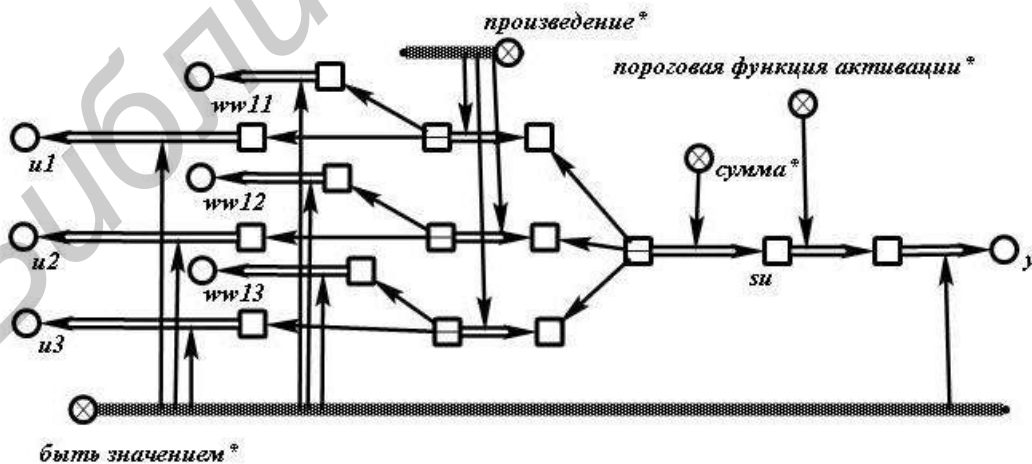 произведение*
пороговая функция активации*
ww11
u1
сумма*
ww12
u2
su
y
ww13
u3
быть значением*